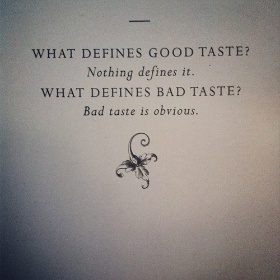 WHAT DEFINES GOOD TASTE?
Nothing defines it.
WHAT DEFINES BAD TASTE?
Bad taste is obvious.